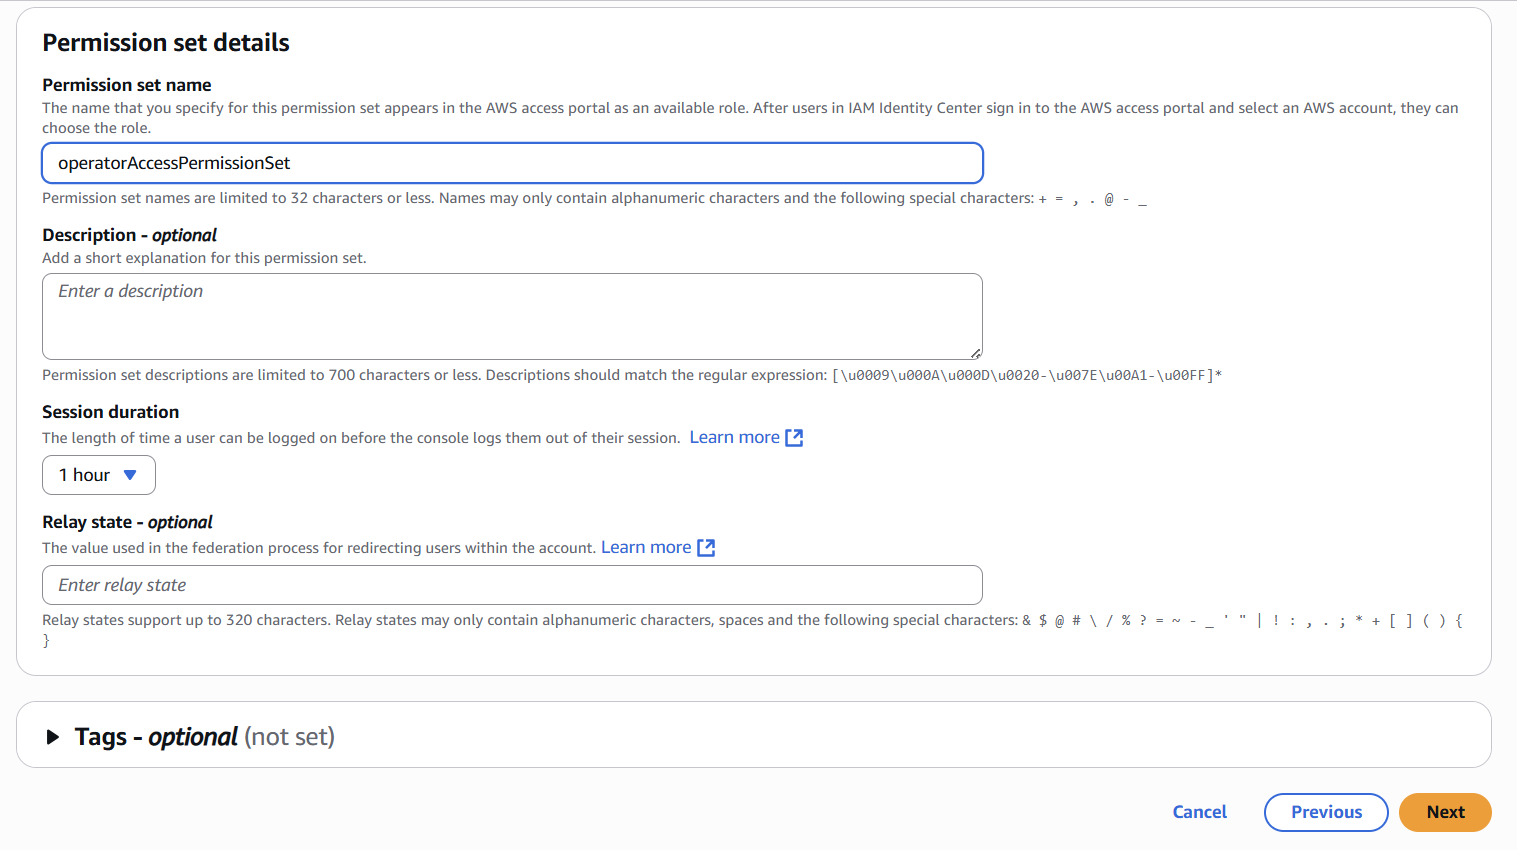 Permission set details
Permission set name
The name that you specify for this permission set appears in the AWS access portal as an available role. After users in IAM Identity Center sign in to the AWS access portal and select an AWS account, they can
choose the role.
operatorAccessPermissionSet
Permission set names are limited to 32 characters or less. Names may only contain alphanumeric characters and the following special characters: + = , . @ - _
Description - optional
Add a short explanation for this permission set.
Enter a description
Permission set descriptions are limited to 700 characters or less. Descriptions should match the regular expression: [\u0009\u000A\u000D\u0020-\u007E\u00A1-\u00FF]*
Session duration
The length of time a user can be logged on before the console logs them out of their session. Learn more
1 hour
Relay state - optional
The value used in the federation process for redirecting users within the account. Learn more
Enter relay state
Relay states support up to 320 characters. Relay states may only contain alphanumeric characters, spaces and the following special characters: & $ @ # \ / % ? = ~ - _ ' " | ! : , . ; * + [ ] ( ) {
}
Tags - optional (not set)
Cancel Previous Next